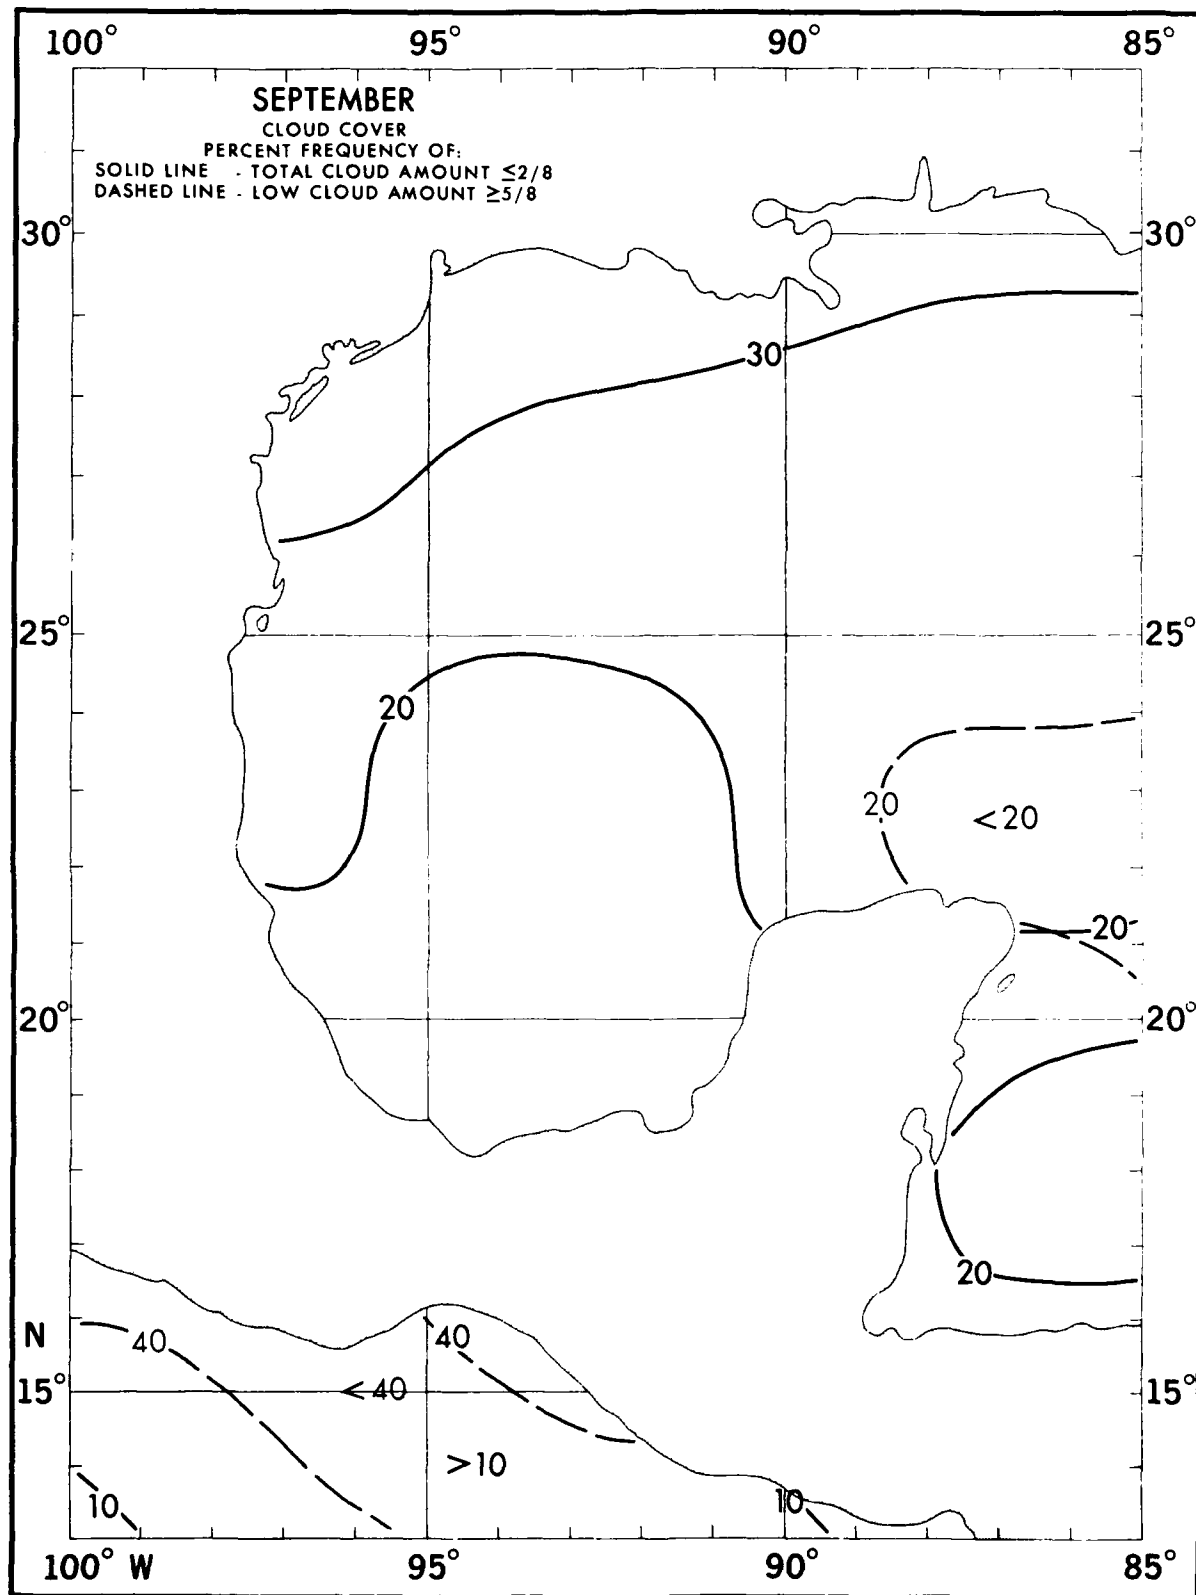 100° 95° 90° 85°
SEPTEMBER
CLOUD COVER
PERCENT FREQUENCY OF:
SOLID LINE - TOTAL CLOUD AMOUNT ≤2/8
DASHED LINE - LOW CLOUD AMOUNT ≥5/8
30° 30°
30
25° 25°
20
20 <20
20
20° 20°
20
N 40 40
15° <40 15°
>10
10 10
100° W 95° 90° 85°